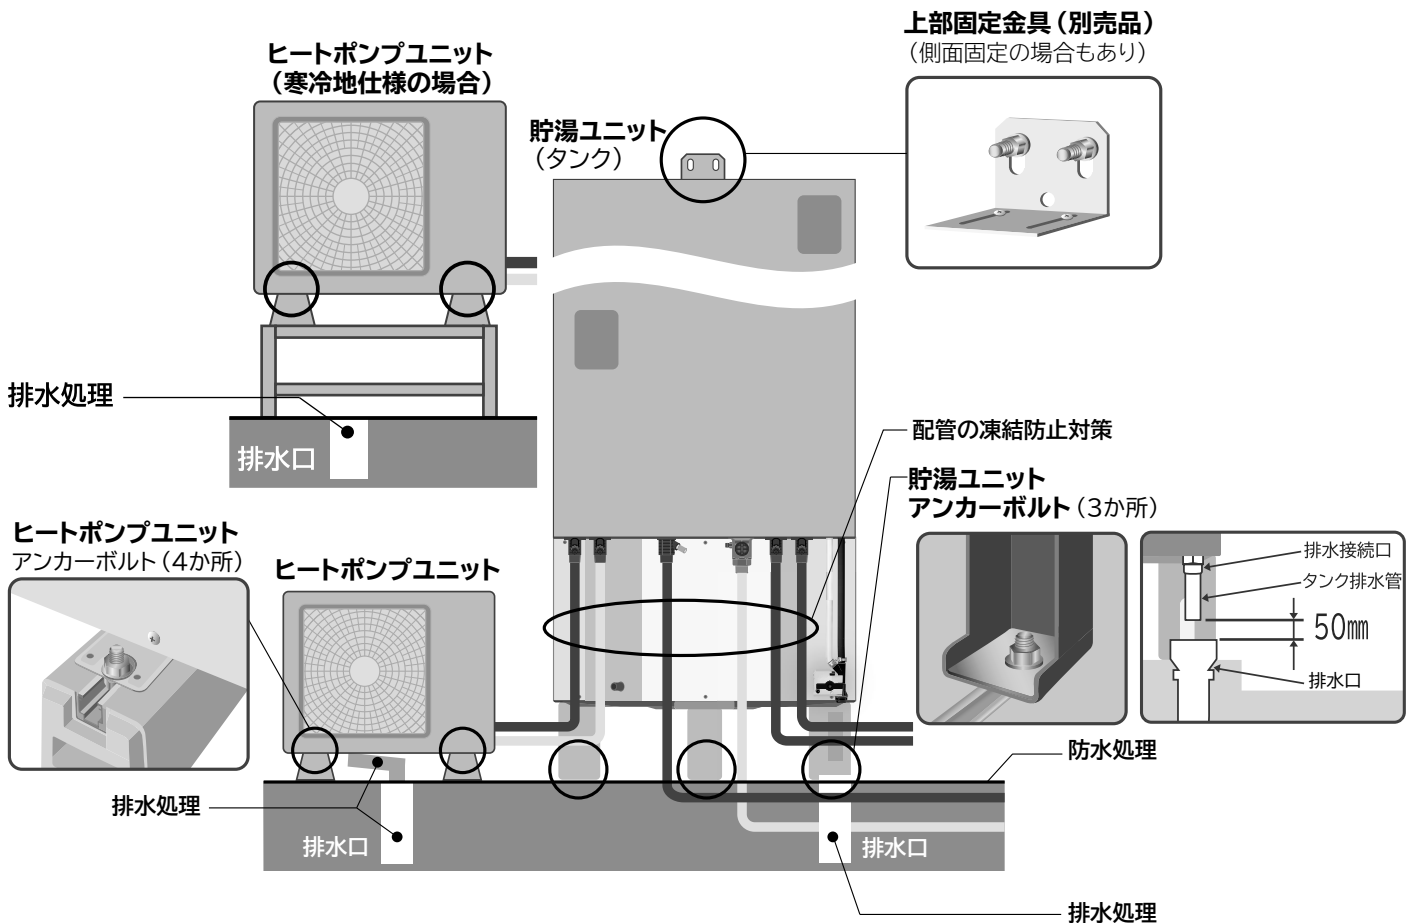 上部固定金具(別売品)
(側面固定の場合もあり)
ヒートポンプユニット
(寒冷地仕様の場合)
貯湯ユニット
(タンク)
排水処理
排水口
配管の凍結防止対策
貯湯ユニット
アンカーボルト(3か所)
ヒートポンプユニット
アンカーボルト(4か所)
ヒートポンプユニット
排水接続口
タンク排水管
50mm
排水口
防水処理
排水処理
排水口
排水口
排水処理